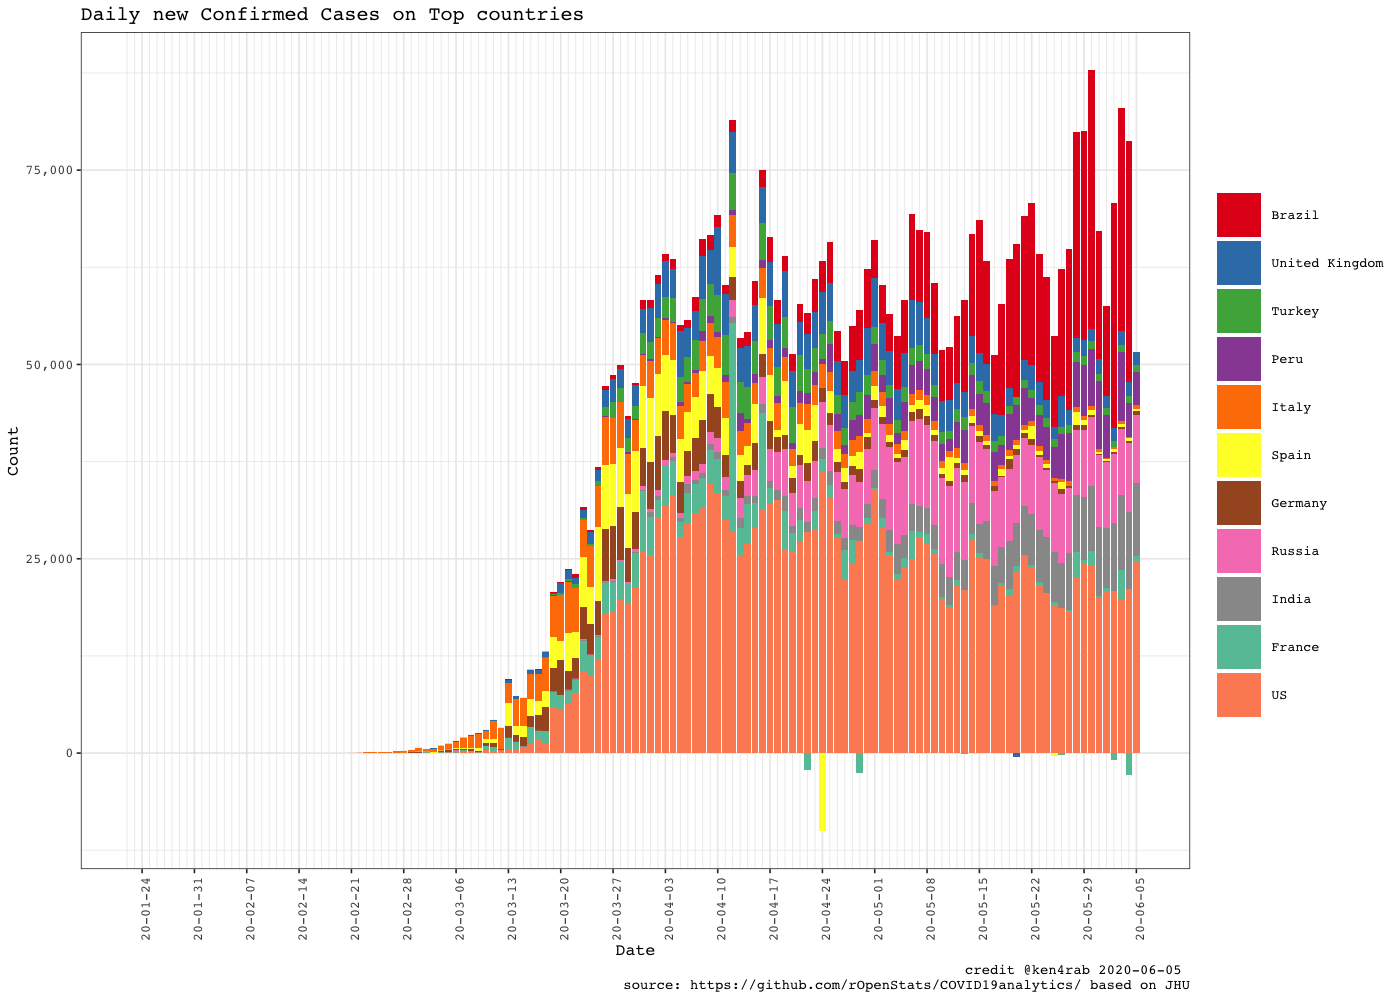 Daily new Confirmed Cases on Top countries
Count
75,000
50,000
25,000
0
20-01-24
20-01-31
20-02-07
20-02-14
20-02-21
20-02-28
20-03-06
20-03-13
20-03-20
20-03-27
20-04-03
20-04-10
20-04-17
20-04-24
20-05-01
20-05-08
20-05-15
20-05-22
20-05-29
20-06-05
Date
Brazil
United Kingdom
Turkey
Peru
Italy
Spain
Germany
Russia
India
France
US
credit @ken4rab 2020-06-05
source: https://github.com/rOpenStats/COVID19analytics/ based on JHU